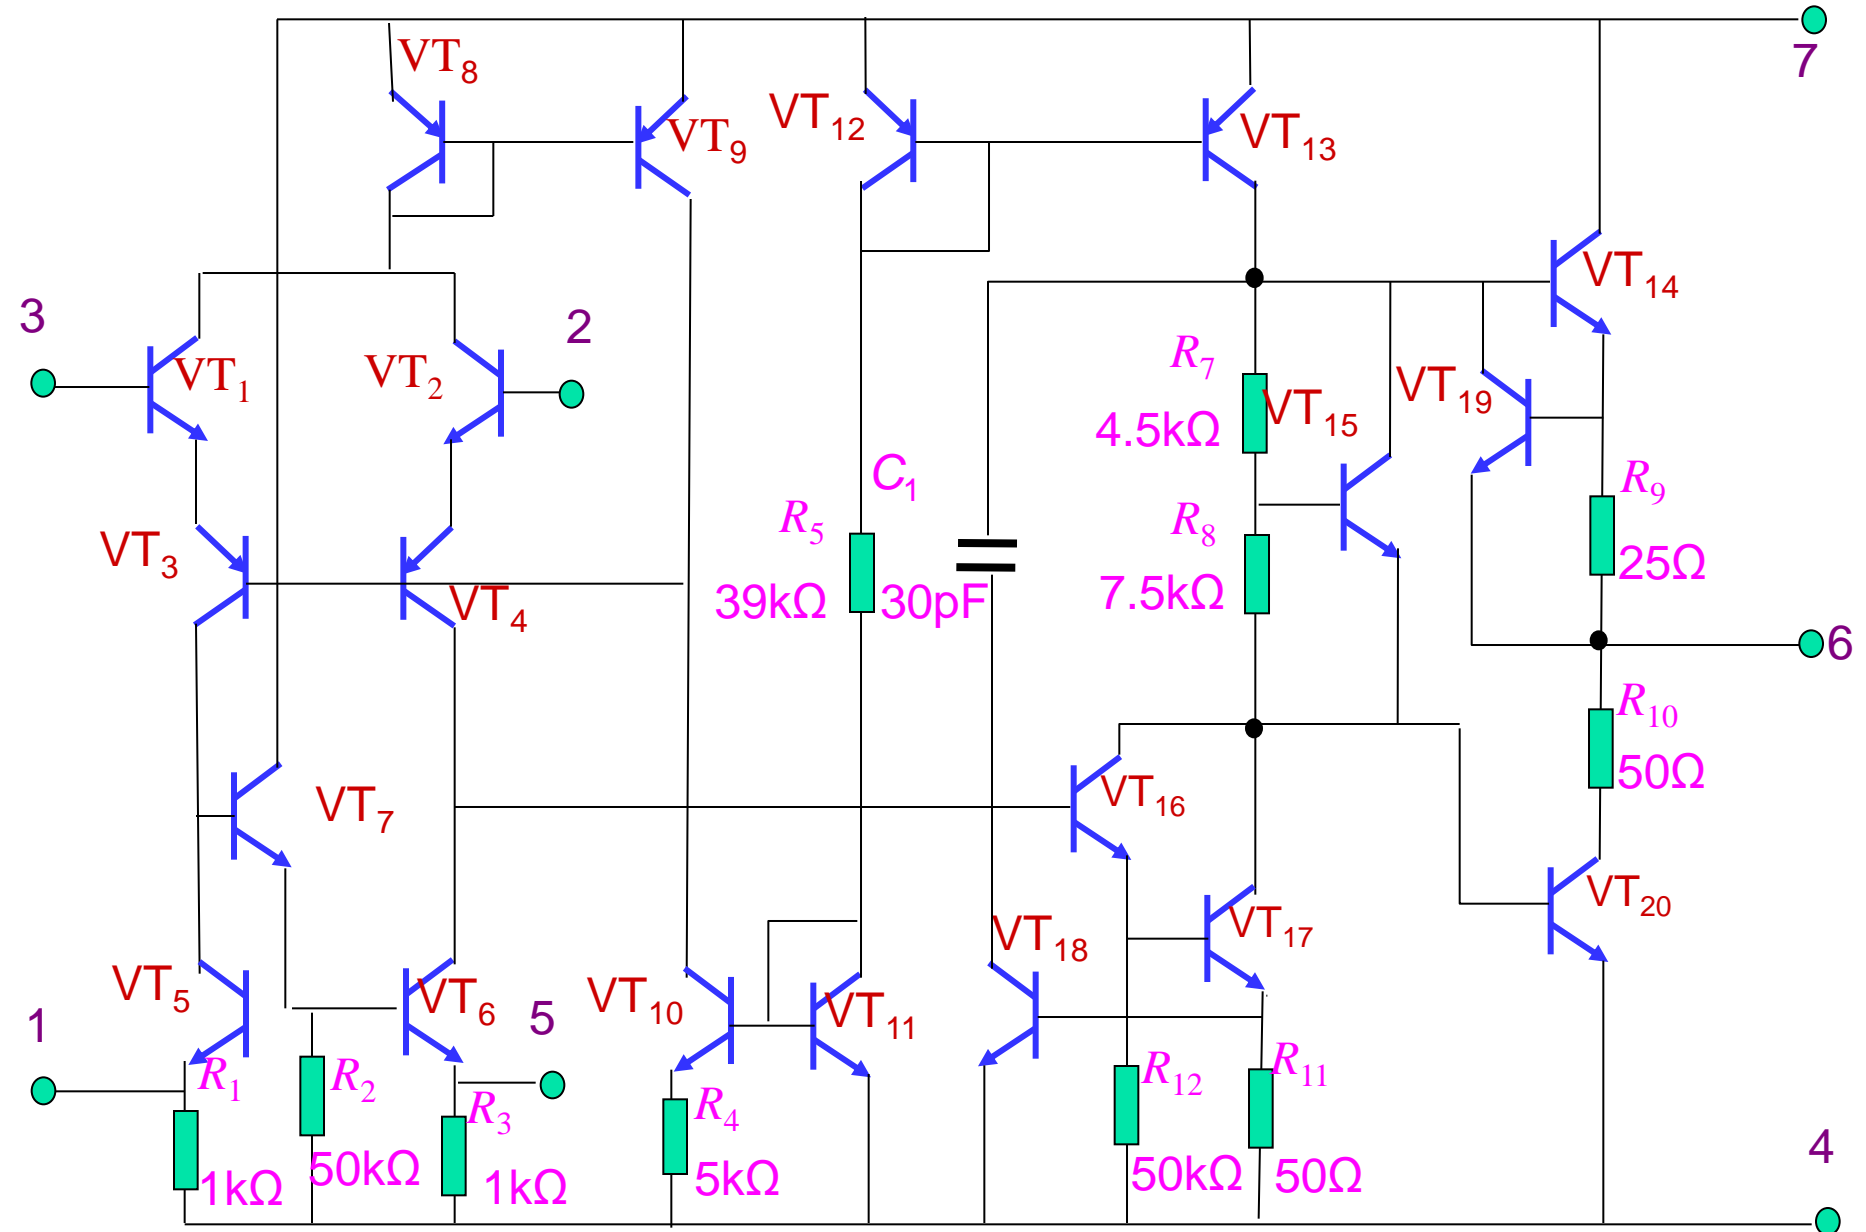 7
VT8
VT9
VT12
VT13
VT14
3
2
VT1
VT2
R7
4.5kΩ
VT15
VT19
C1
R5
39kΩ
30pF
R8
7.5kΩ
R9
25Ω
VT3
VT4
6
R10
50Ω
VT7
VT16
VT20
VT17
VT18
VT5
VT6
VT10
VT11
1
5
R1
1kΩ
R2
50kΩ
R3
1kΩ
R4
5kΩ
R12
50kΩ
R11
50Ω
4